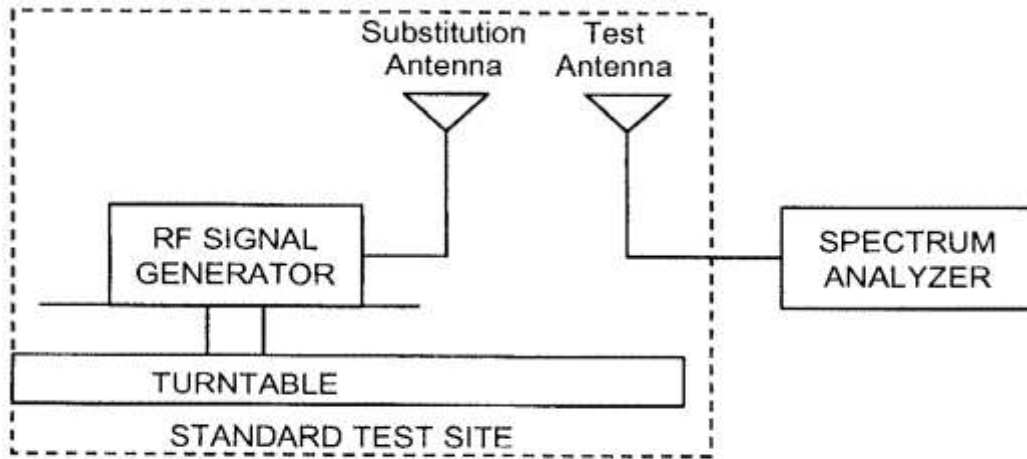 Substitution
Antenna
Test
Antenna
RF SIGNAL
GENERATOR
SPECTRUM
ANALYZER
TURNTABLE
STANDARD TEST SITE